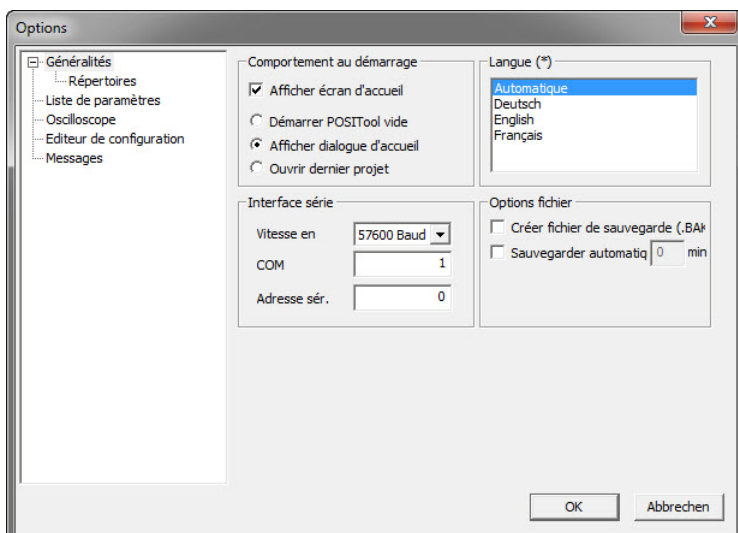 Options
Généralités
Répertoires
Liste de paramètres
Oscilloscope
Editeur de configuration
Messages
Comportement au démarrage
Afficher écran d'accueil
Démarrer POSITool vide
Afficher dialogue d'accueil
Ouvrir dernier projet
Langue (*)
Automatique
Deutsch
English
Français
Interface série
Vitesse en 57600 Baud
COM 1
Adresse sér. 0
Options fichier
Créer fichier de sauvegarde (.BAK
Sauvegarder automatiq 0 min
OK Abbrechen